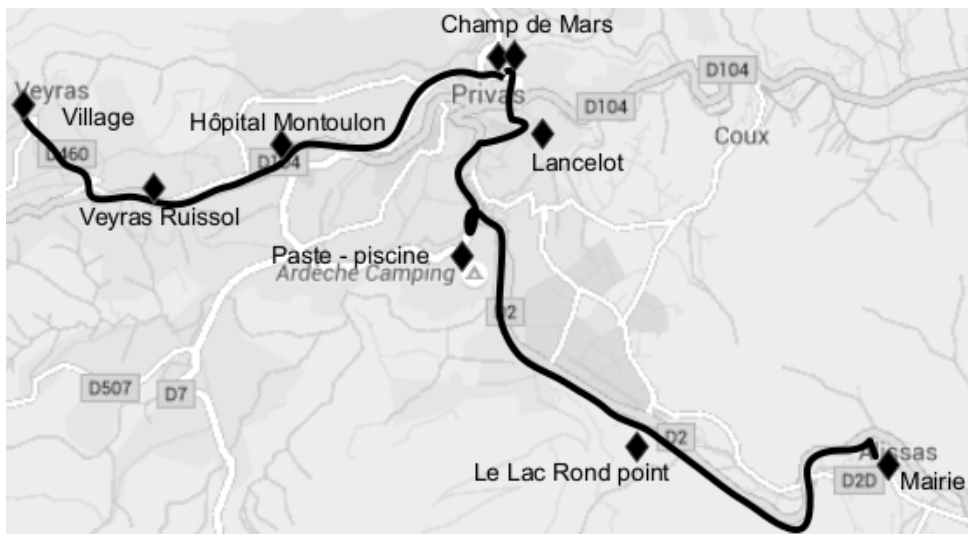 Champ de Mars
D104
Veyras
Privas
D104
Village
Hôpital Montoulon
Coux
D460
D104
Lancelot
Veyras Ruissol
Paste - piscine
Ardèche Camping
D2
D507
D7
D2
Alissas
Le Lac Rond point
D2D
Mairie